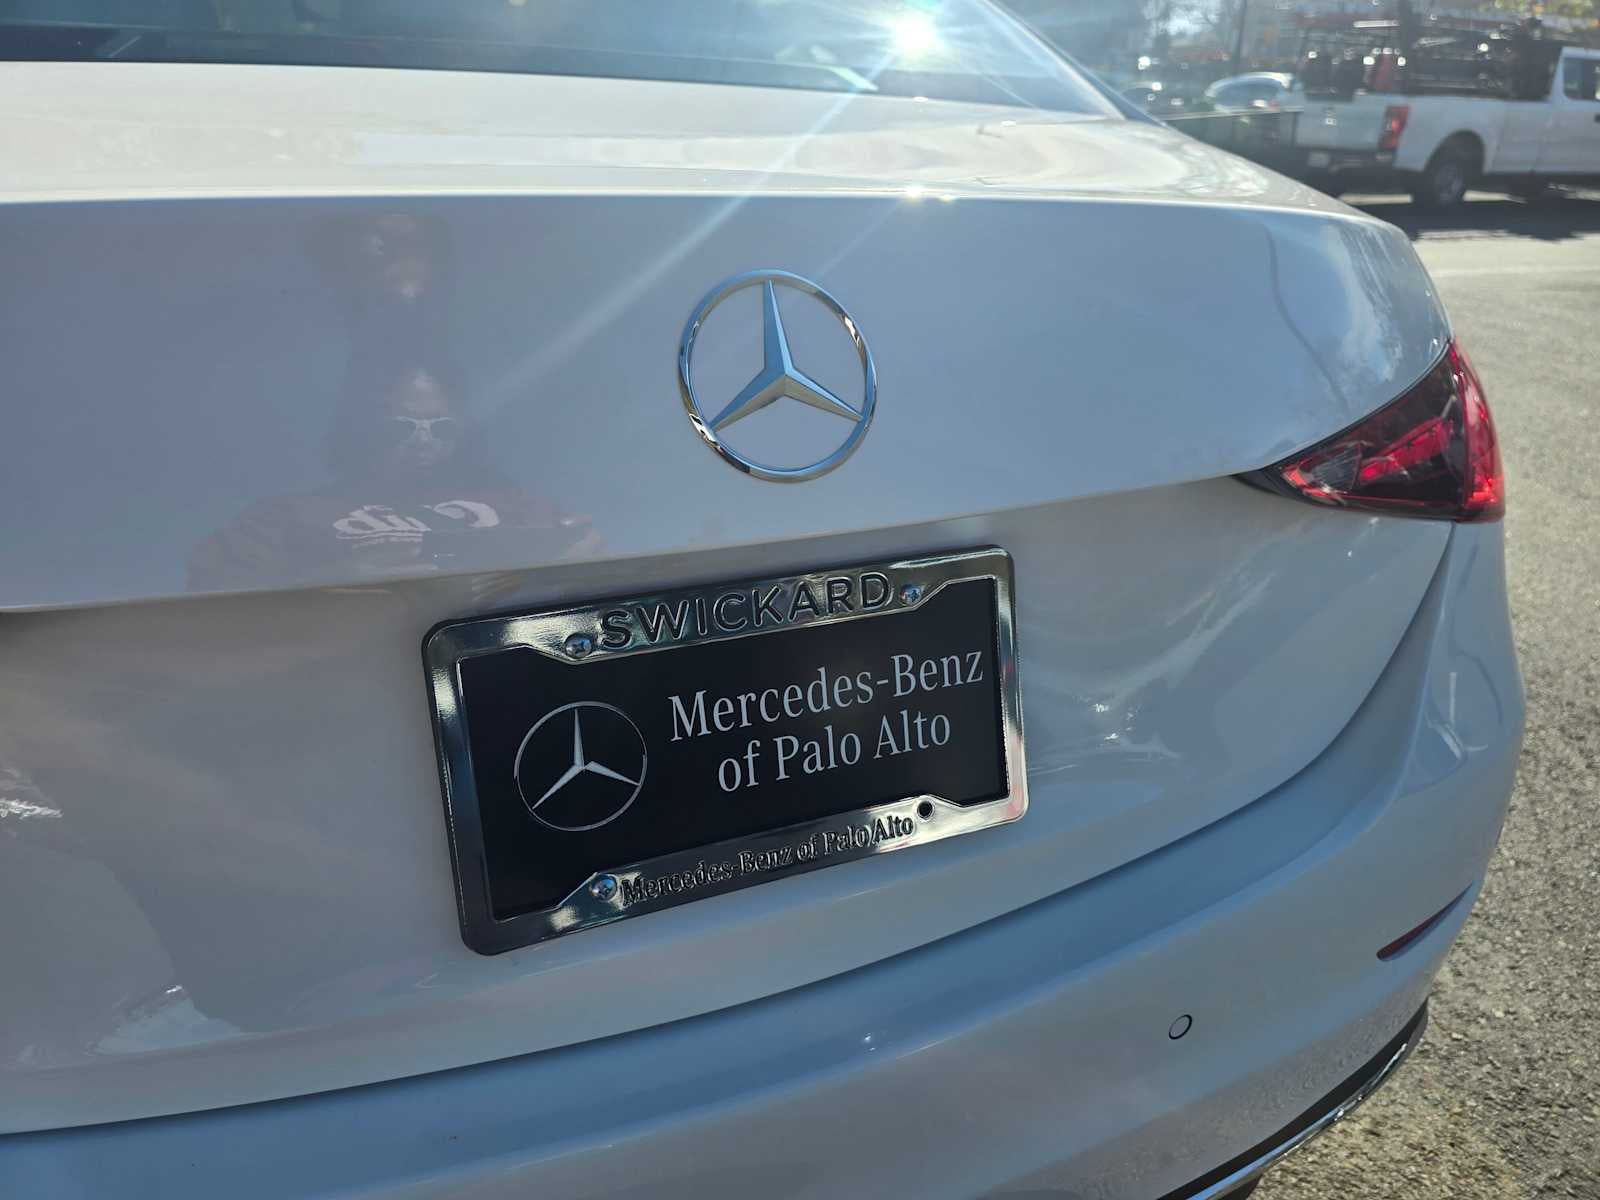 SWICKARD
Mercedes-Benz
of Palo Alto
Mercedes-Benz of Palo Alto